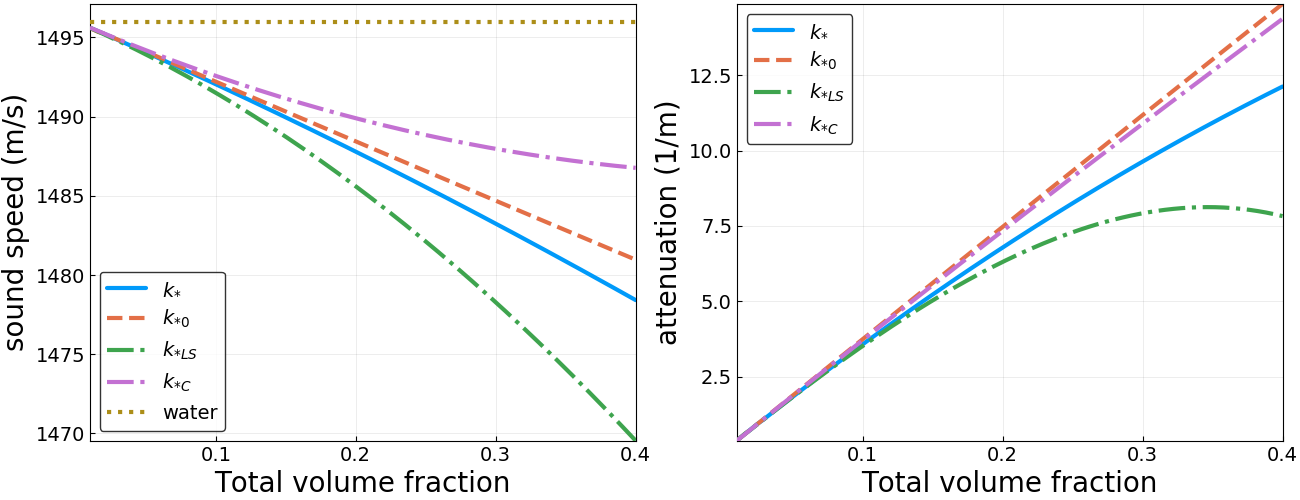 sound speed (m/s)
1495
1490
1485
1480
1475
1470
k*
k*0
k*LS
k*C
water
0.1 0.2 0.3 0.4
Total volume fraction
attenuation (1/m)
12.5
10.0
7.5
5.0
2.5
k*
k*0
k*LS
k*C
0.1 0.2 0.3 0.4
Total volume fraction